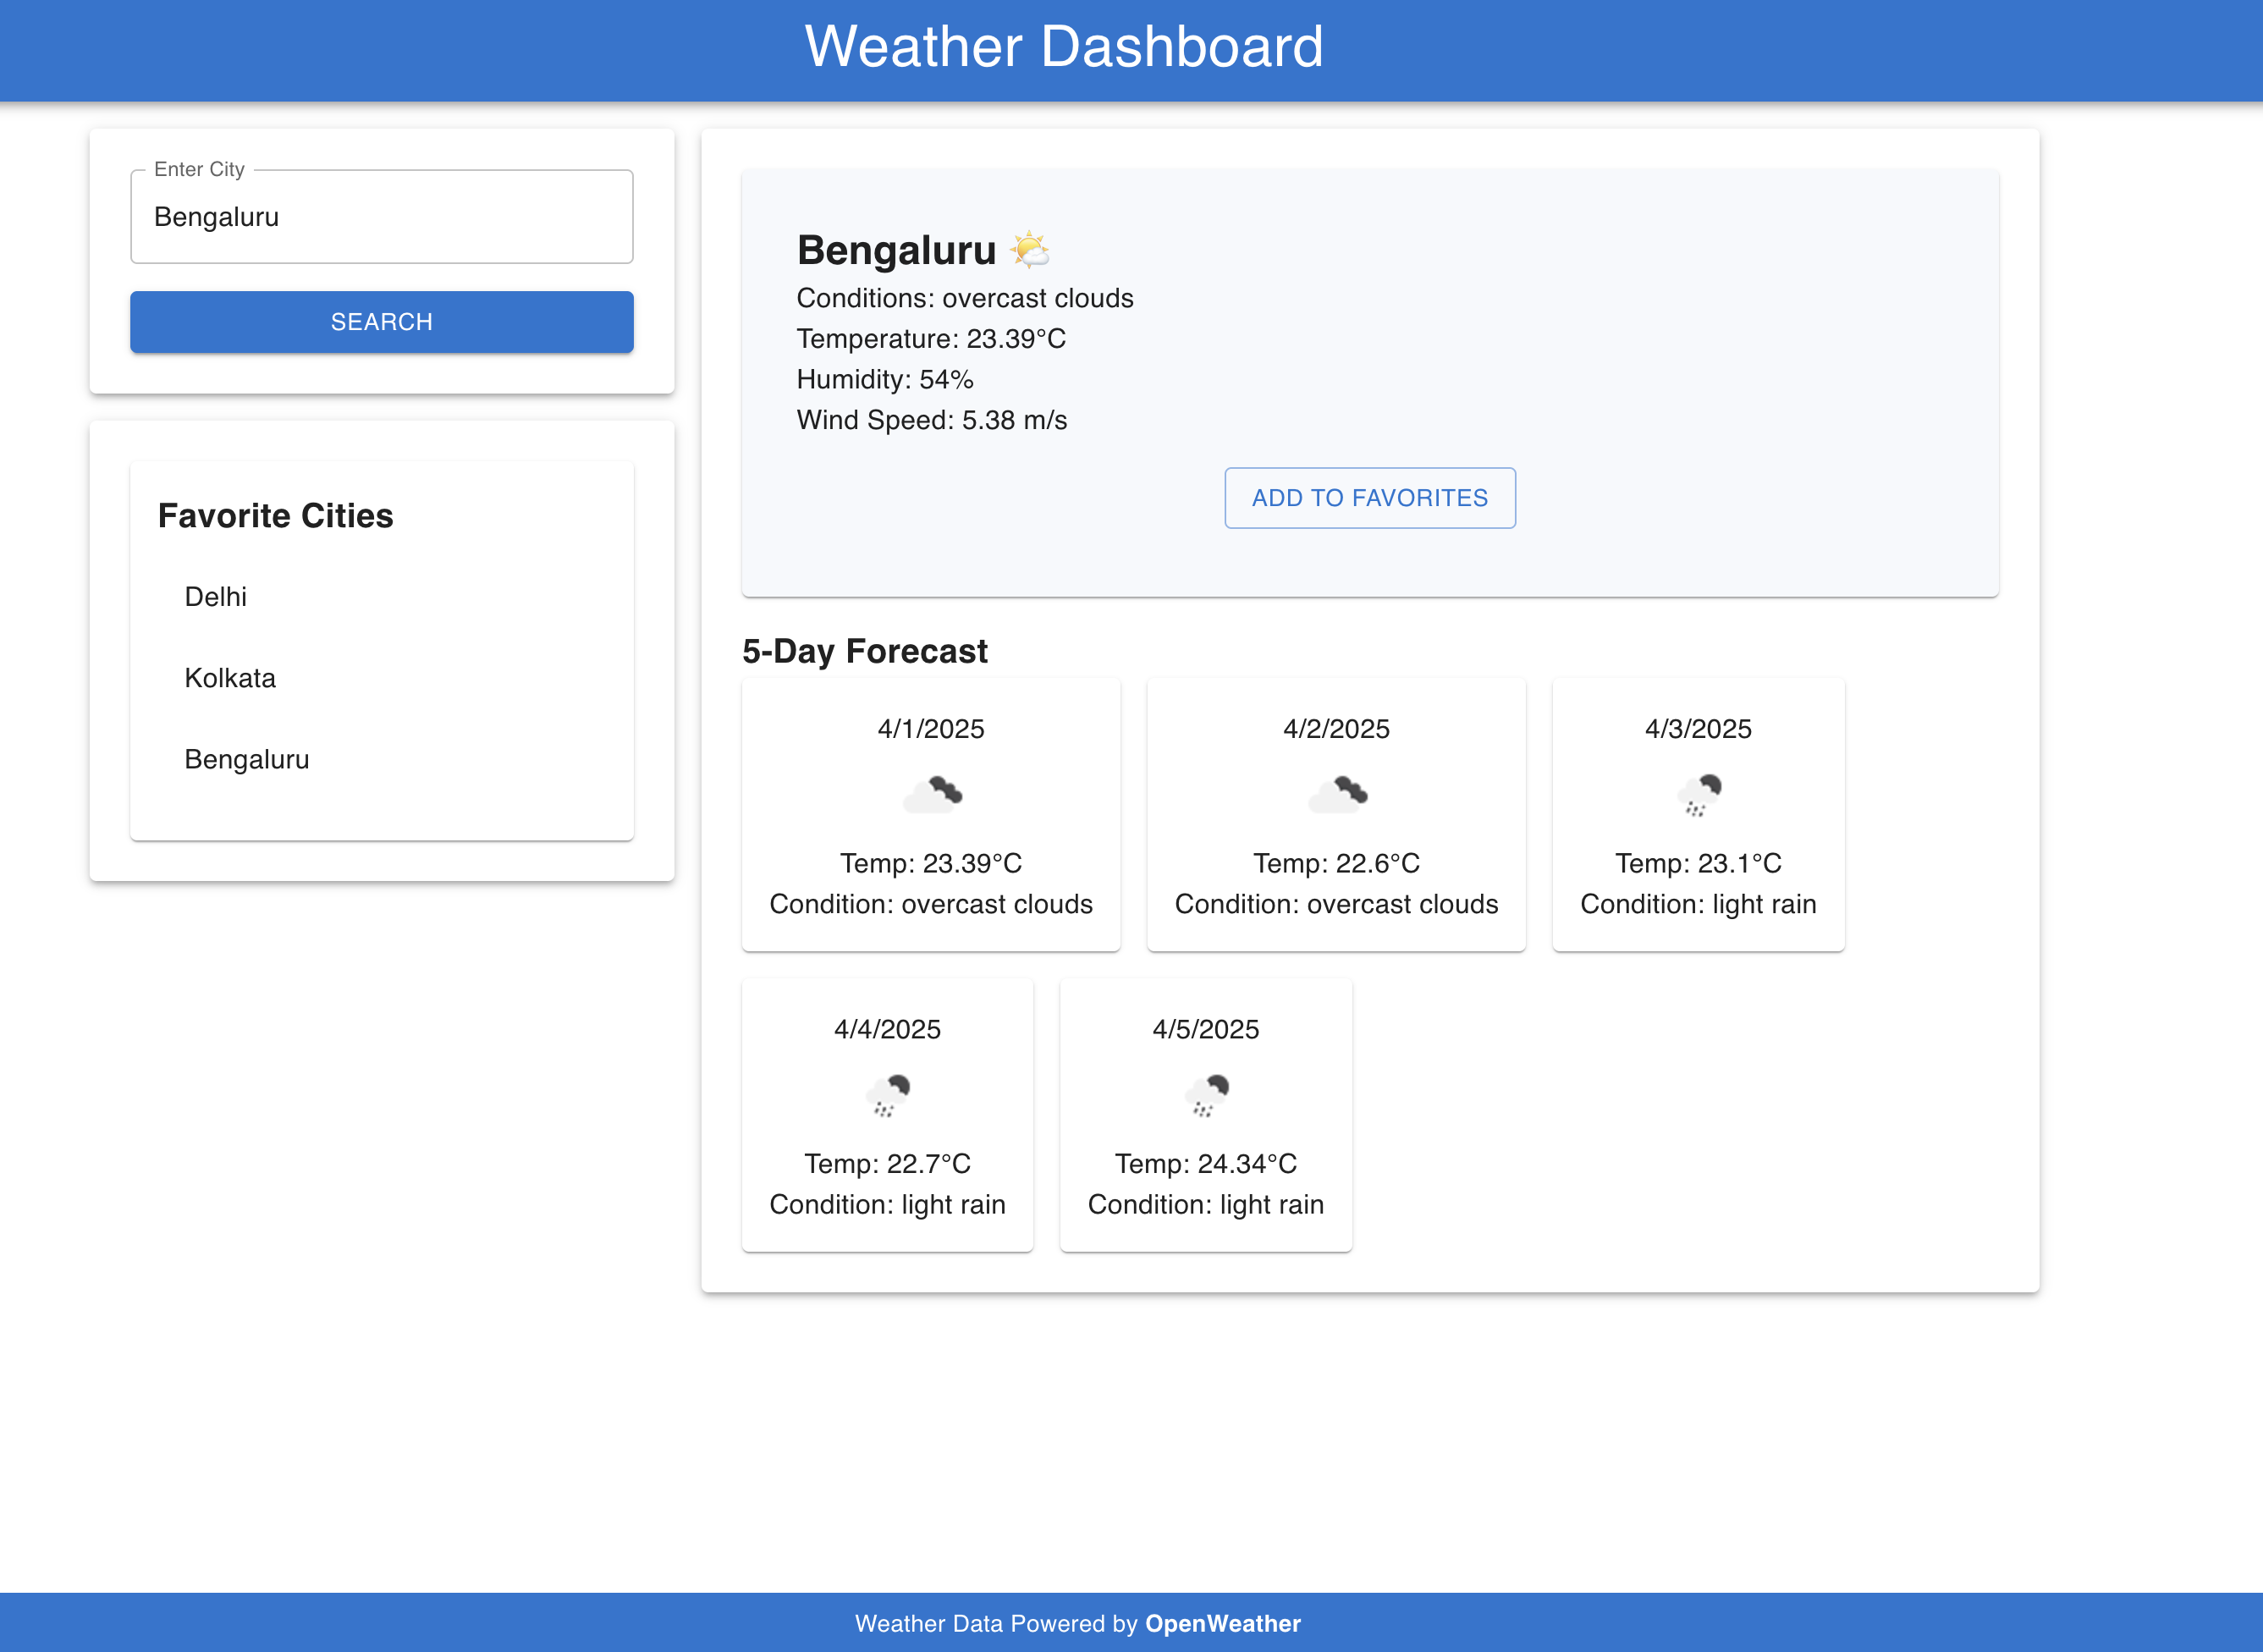 Weather Dashboard
Enter City
Bengaluru
SEARCH
Favorite Cities
Delhi
Kolkata
Bengaluru
Bengaluru
Conditions: overcast clouds
Temperature: 23.39°C
Humidity: 54%
Wind Speed: 5.38 m/s
ADD TO FAVORITES
5-Day Forecast
4/1/2025
Temp: 23.39°C
Condition: overcast clouds
4/2/2025
Temp: 22.6°C
Condition: overcast clouds
4/3/2025
Temp: 23.1°C
Condition: light rain
4/4/2025
Temp: 22.7°C
Condition: light rain
4/5/2025
Temp: 24.34°C
Condition: light rain
Weather Data Powered by OpenWeather